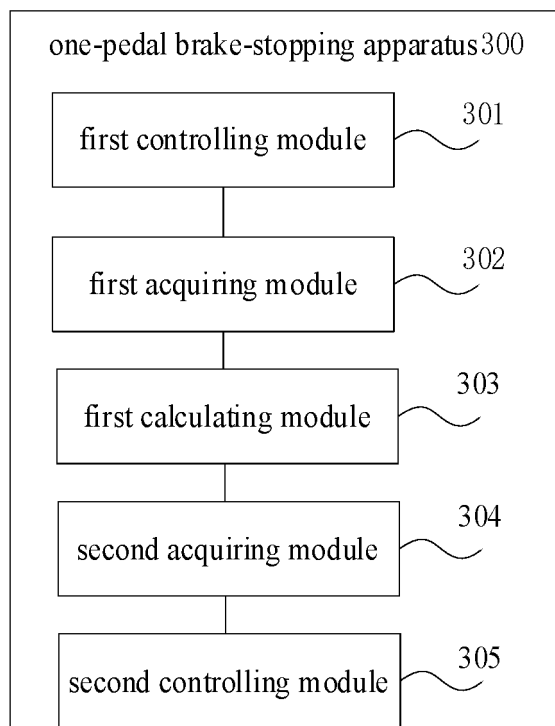 one-pedal brake-stopping apparatus300
first controlling module
301
first acquiring module
302
first calculating module
303
second acquiring module
304
second controlling module
305